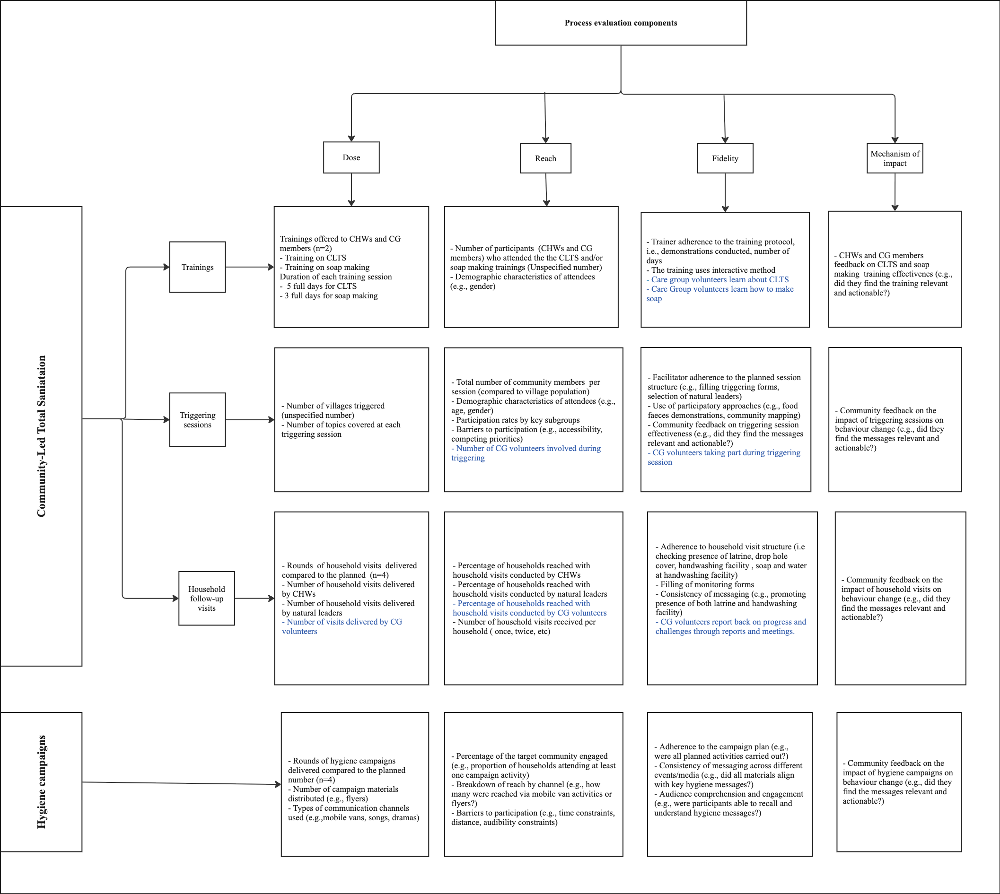 Process evaluation components
Dose
Reach
Fidelity
Mechanism of
impact
Community-Led Total Saniataion
Trainings
Trainings offered to CHWs and CG
members (n=2)
- Training on CLTS
- Training on soap making
Duration of each training session
- 5 full days for CLTS
- 3 full days for soap making
- Number of participants (CHWs and CG
members) who attended the the CLTS and/or
soap making trainings (Unspecified number)
- Demographic characteristics of attendees
(e.g., gender)
- Trainer adherence to the training protocol,
i.e., demonstrations conducted, number of
days
- The training uses interactive method
- Care group volunteers learn about CLTS
- Care Group volunteers learn how to make
soap
- CHWs and CG members
feedback on CLTS and soap
making training effectivenes (e.g.,
did they find the training relevant
and actionable?)
Triggering
sessions
- Number of villages triggered
(unspecified number)
- Number of topics covered at each
triggering session
- Total number of community members per
session (compared to village population)
- Demographic characteristics of attendees (e.g.,
age, gender)
- Participation rates by key subgroups
- Barriers to participation (e.g., accessibility,
competing priorities)
- Number of CG volunteers involved during
triggering
- Facilitator adherence to the planned session
structure (e.g., filling triggering forms,
selection of natural leaders)
- Use of participatory approaches (e.g., food
faeces demonstrations, community mapping)
- Community feedback on triggering session
effectiveness (e.g., did they find the messages
relevant and actionable?)
- CG volunteers taking part during triggering
session
- Community feedback on the
impact of triggering sessions on
behaviour change (e.g., did they
find the messages relevant and
actionable?)
Household
follow-up
visits
- Rounds of household visits delivered
compared to the planned (n=4)
- Number of household visits delivered
by CHWs
- Number of household visits delivered
by natural leaders
- Number of visits delivered by CG
volunteers
- Percentage of households reached with
household visits conducted by CHWs
- Percentage of households reached with
household visits conducted by natural leaders
- Percentage of households reached with
household visits conducted by CG volunteers
- Number of household visits received per
household ( once, twice, etc)
- Adherence to household visit structure (i.e
checking presence of latrine, drop hole
cover, handwashing facility , soap and water
at handwashing facility)
- Filling of monitoring forms
- Consistency of messaging (e.g., promoting
presence of both latrine and handwashing
facility)
- CG volunteers report back on progress and
challenges through reports and meetings.
- Community feedback on the
impact of household visits on
behaviour change (e.g., did they
find the messages relevant and
actionable?)
Hygiene campaigns
- Rounds of hygiene campaigns
delivered compared to the planned
number (n=4)
- Number of campaign materials
distributed (e.g., flyers)
- Types of communication channels
used (e.g.,mobile vans, songs, dramas)
- Percentage of the target community engaged
(e.g., proportion of households attending at least
one campaign activity)
- Breakdown of reach by channel (e.g., how
many were reached via mobile van activities or
flyers?)
- Barriers to participation (e.g., time constraints,
distance, audibility constraints)
- Adherence to the campaign plan (e.g.,
were all planned activities carried out?)
- Consistency of messaging across different
events/media (e.g., did all materials align
with key hygiene messages?)
- Audience comprehension and engagement
(e.g., were participants able to recall and
understand hygiene messages?)
- Community feedback on the
impact of hygiene campaigns on
behaviour change (e.g., did they
find the messages relevant and
actionable?)